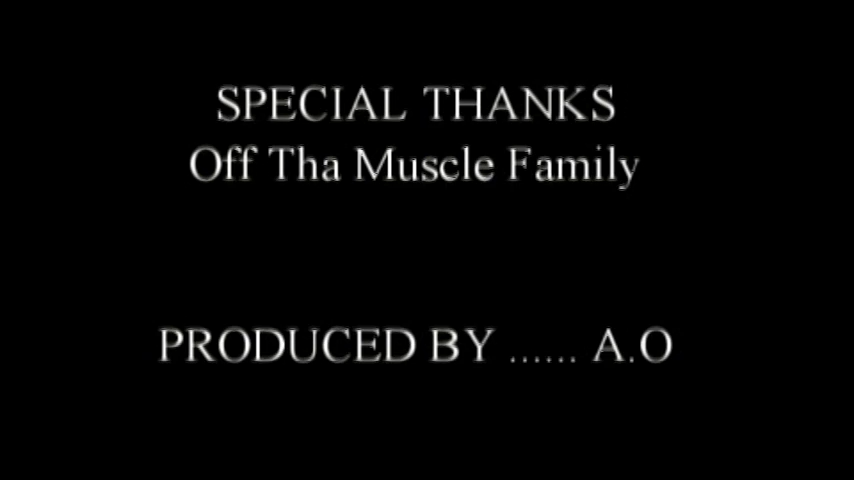 SPECIAL THANKS
Off Tha Muscle Family
PRODUCED BY ...... A.O